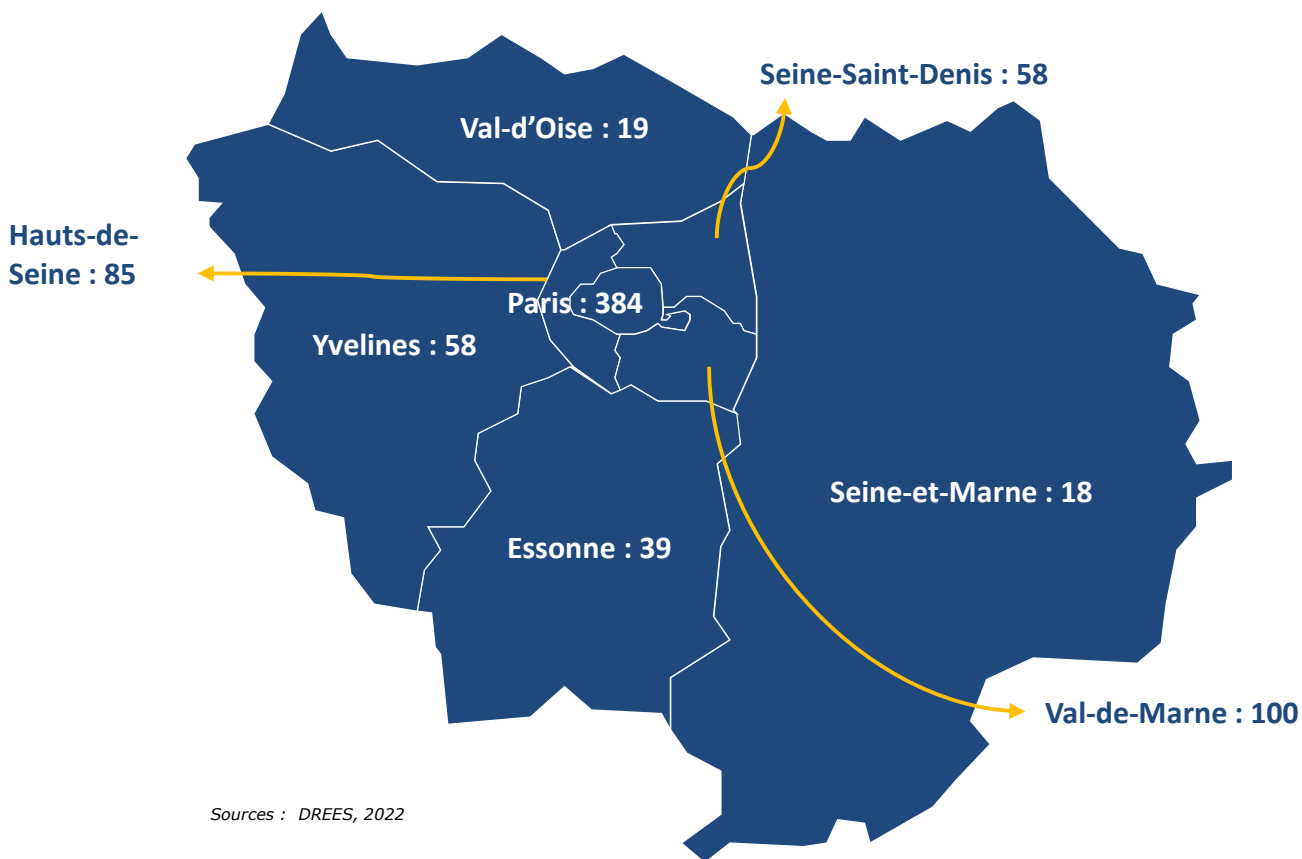 Seine-Saint-Denis : 58
Val-d’Oise : 19
Hauts-de-
Seine : 85
Paris : 384
Yvelines : 58
Seine-et-Marne : 18
Essonne : 39
Val-de-Marne : 100
Sources :  DREES, 2022